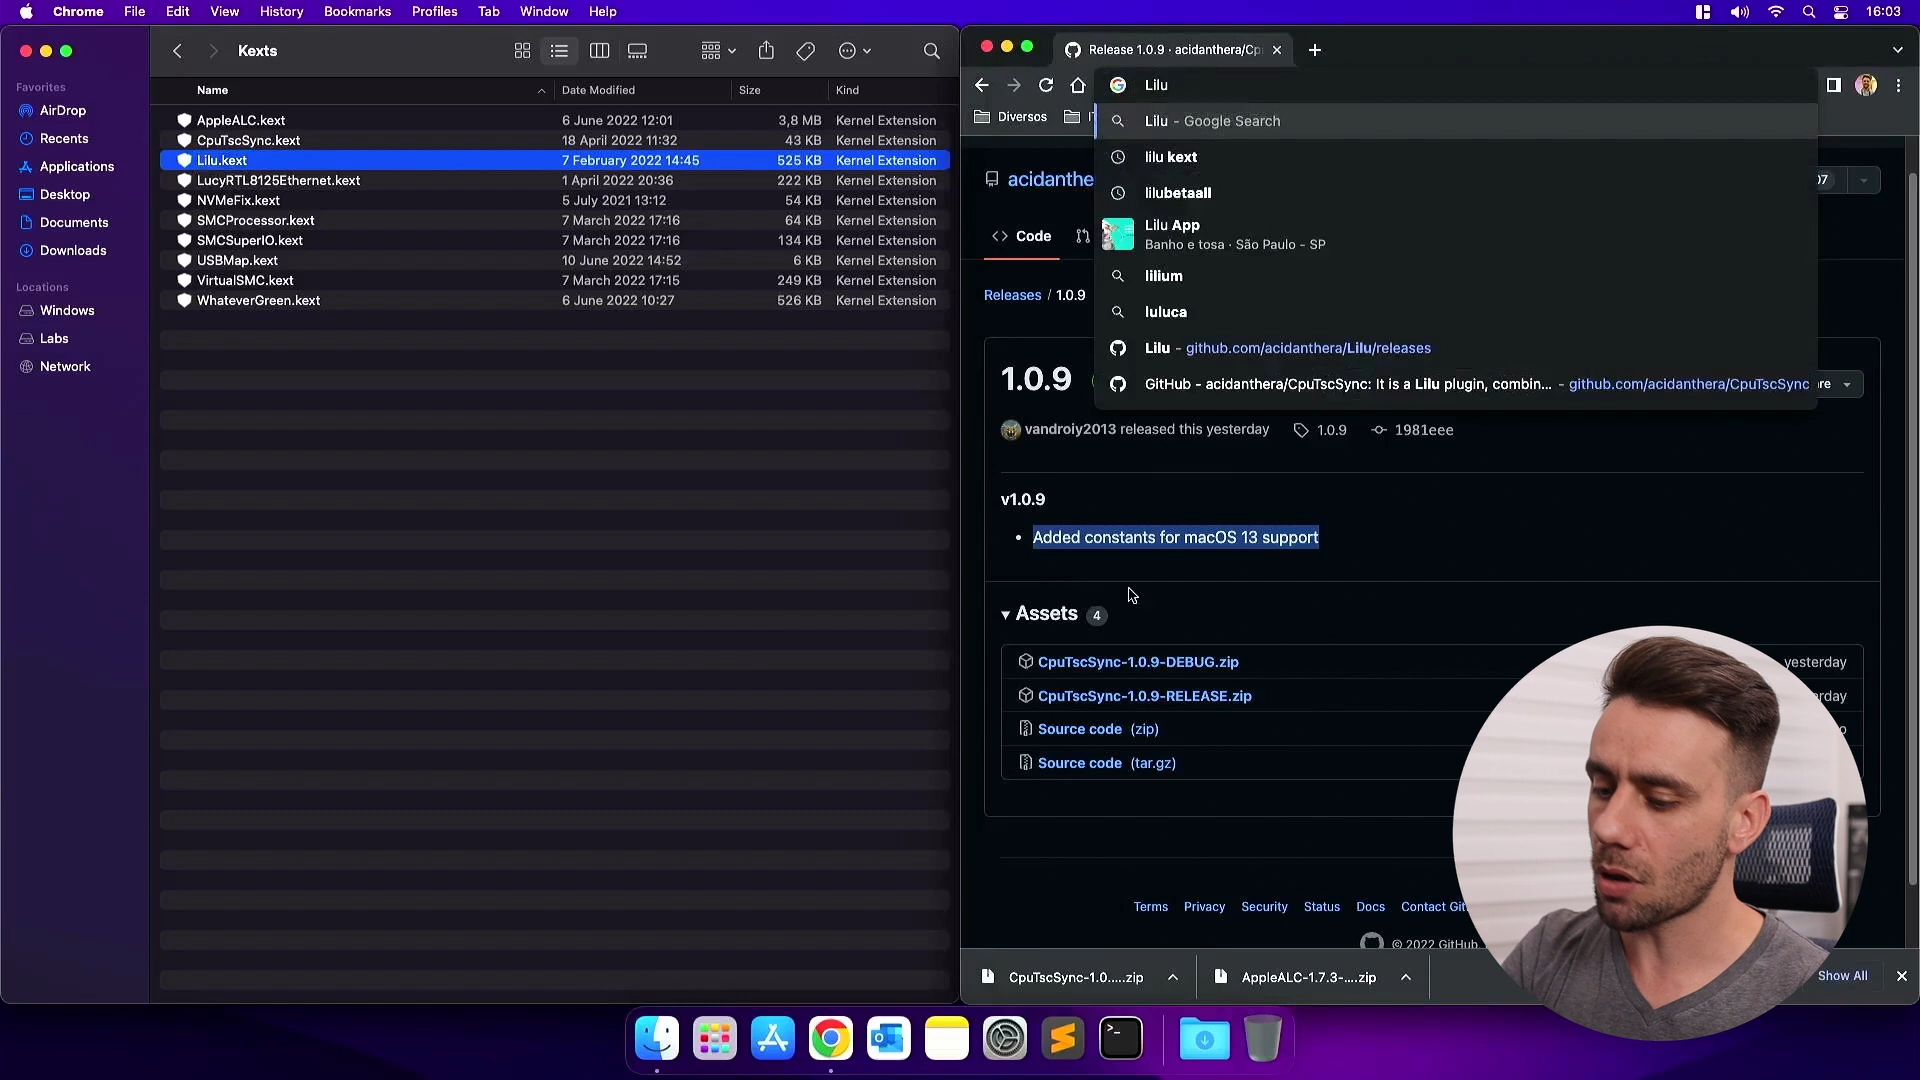 Chrome File Edit View History Bookmarks Profiles Tab Window Help 16:03
Kexts
Favorites
AirDrop
Recents
Applications
Desktop
Documents
Downloads
Locations
Windows
Labs
Network
Name Date Modified Size Kind
AppleALC.kext 6 June 2022 12:01 3,8 MB Kernel Extension
CpuTscSync.kext 18 April 2022 11:32 43 KB Kernel Extension
Lilu.kext 7 February 2022 14:45 525 KB Kernel Extension
LucyRTL8125Ethernet.kext 1 April 2022 20:36 222 KB Kernel Extension
NVMeFix.kext 5 July 2021 13:12 54 KB Kernel Extension
SMCProcessor.kext 7 March 2022 17:16 64 KB Kernel Extension
SMCSuperIO.kext 7 March 2022 17:16 134 KB Kernel Extension
USBMap.kext 10 June 2022 14:52 6 KB Kernel Extension
VirtualSMC.kext 7 March 2022 17:15 249 KB Kernel Extension
WhateverGreen.kext 6 June 2022 10:27 526 KB Kernel Extension
Release 1.0.9 · acidanthera/Cp
Lilu
Diversos
Lilu - Google Search
lilu kext
lilubetaall
Lilu App
Banho e tosa · São Paulo - SP
lilium
luluca
Lilu - github.com/acidanthera/Lilu/releases
GitHub - acidanthera/CpuTscSync: It is a Lilu plugin, combin... - github.com/acidanthera/CpuTscSync
acidanthe
07
<> Code
Releases / 1.0.9
1.0.9
re
vandroiy2013 released this yesterday 1.0.9 1981eee
v1.0.9
• Added constants for macOS 13 support
Assets 4
CpuTscSync-1.0.9-DEBUG.zip yesterday
CpuTscSync-1.0.9-RELEASE.zip rday
Source code (zip)
Source code (tar.gz)
Terms Privacy Security Status Docs Contact Git
© 2022 GitHub,
CpuTscSync-1.0.....zip AppleALC-1.7.3-....zip Show All